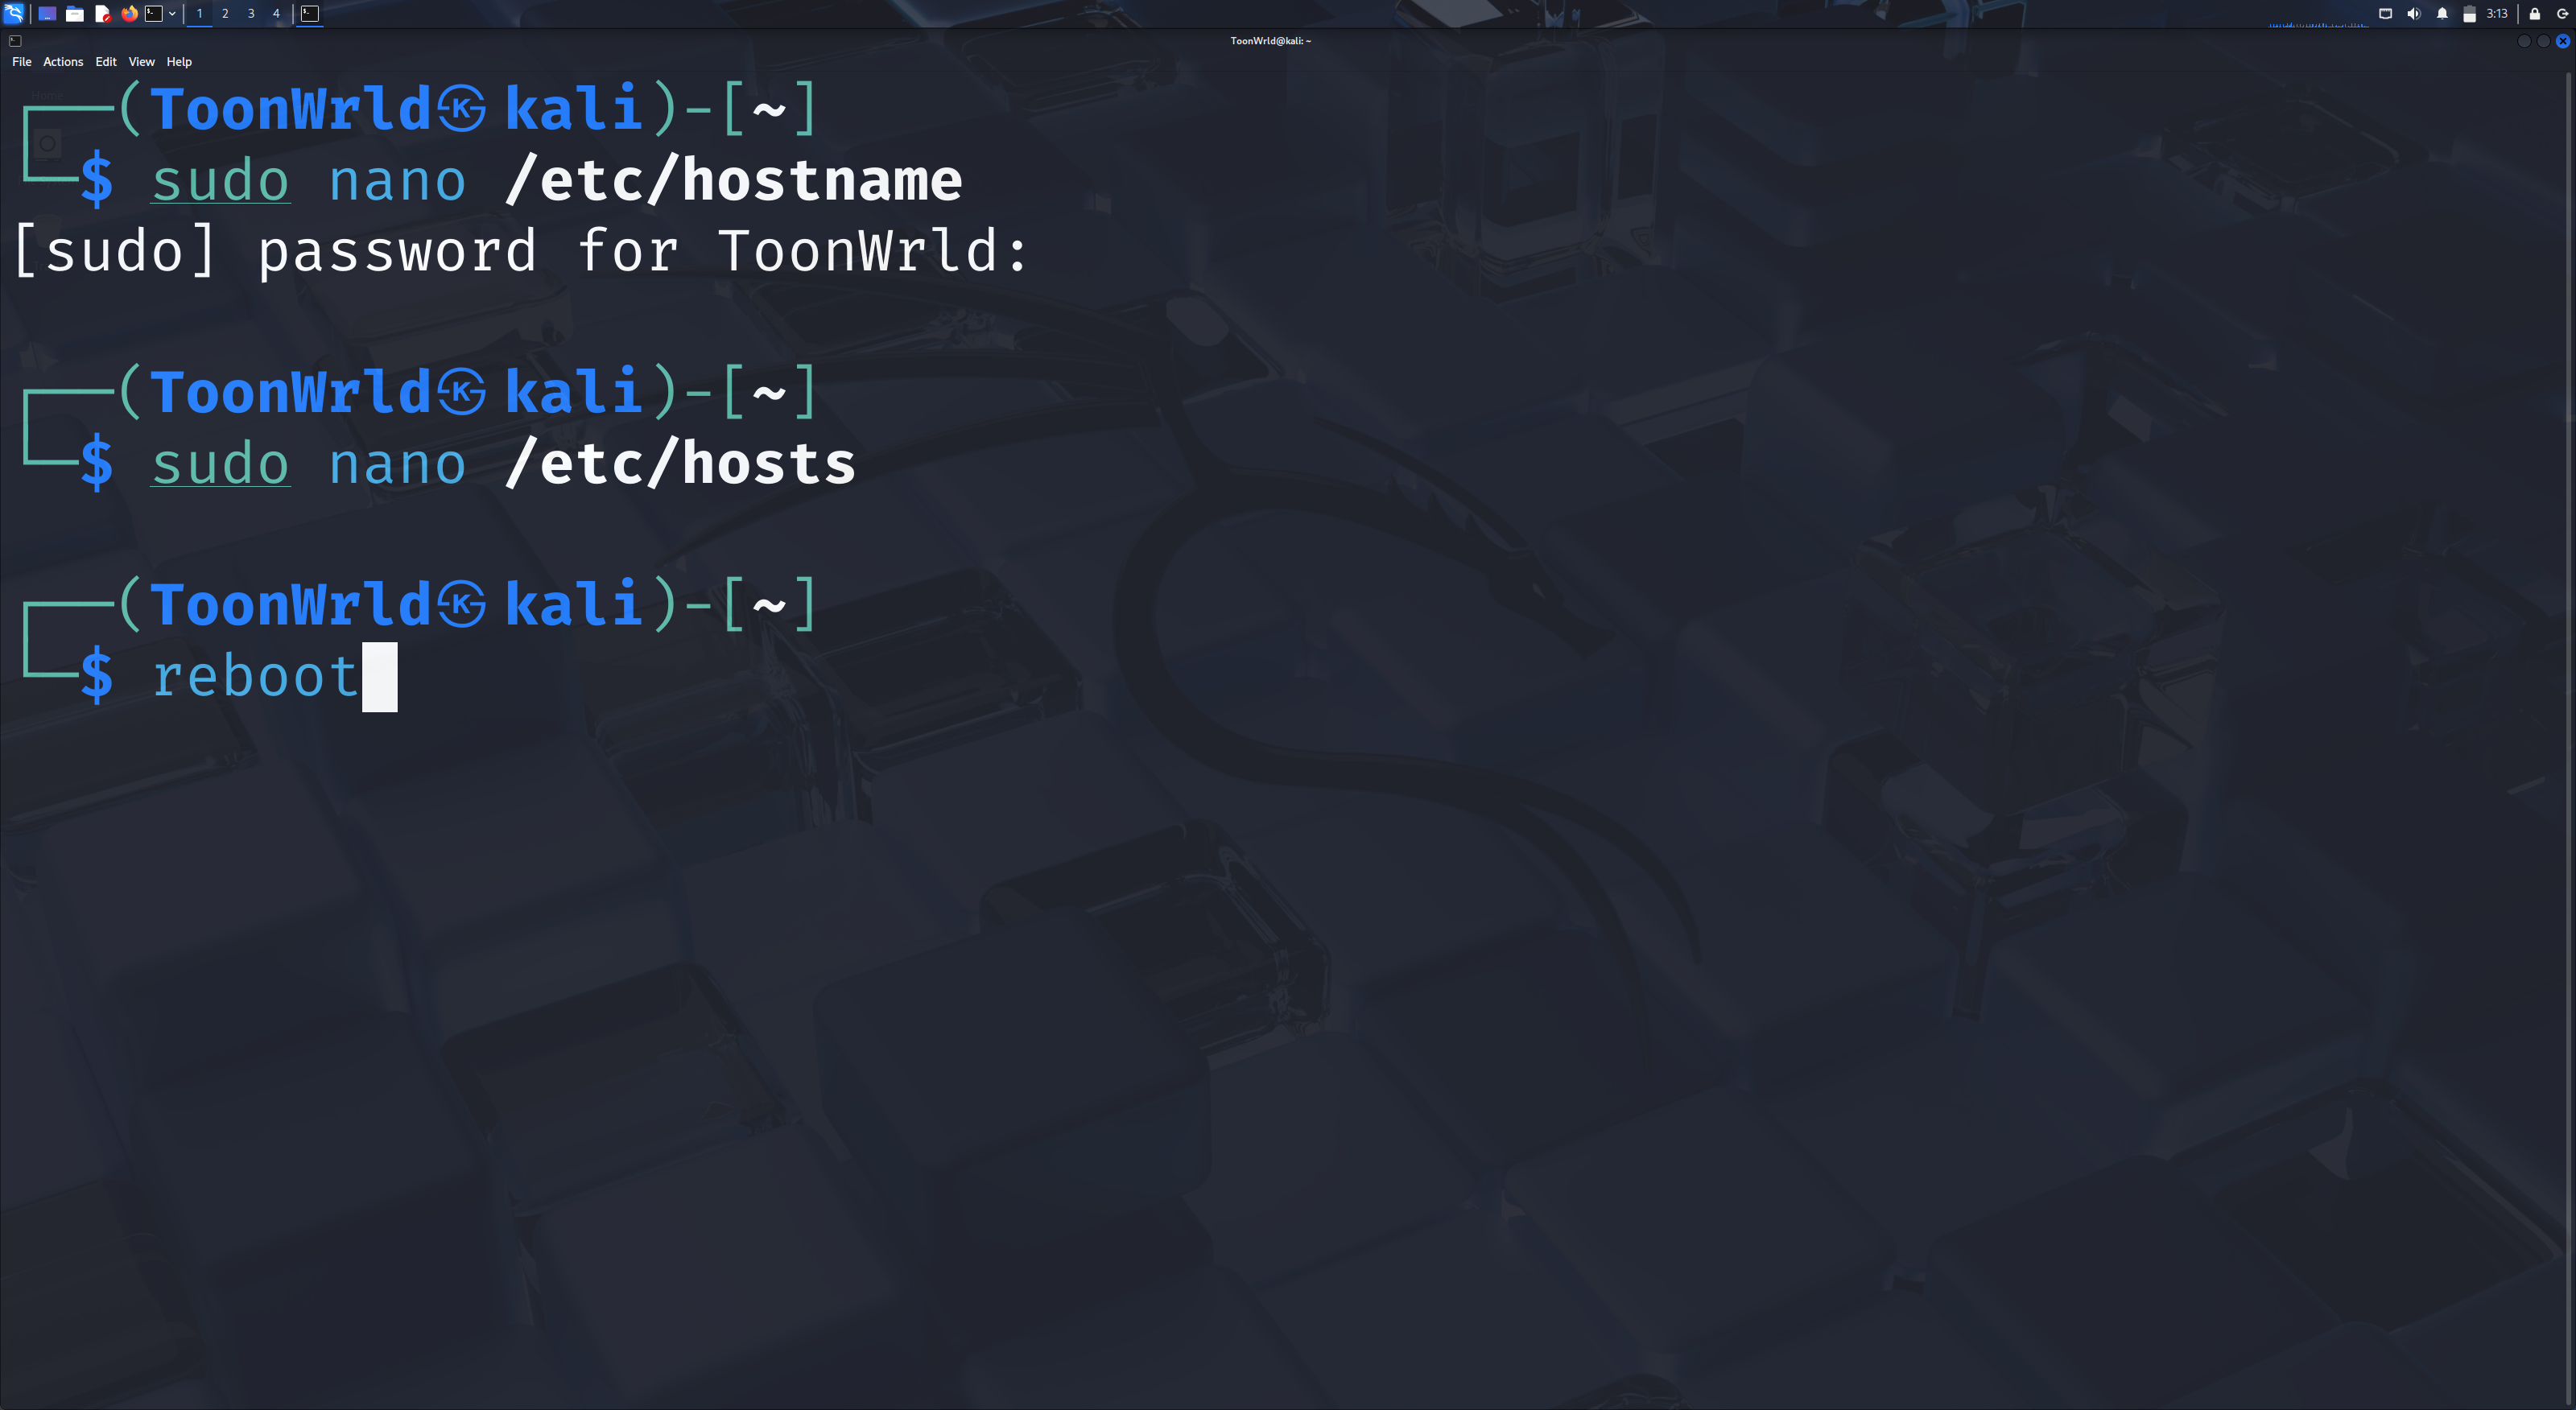 1 2 3 4
3:13
ToonWrld@kali: ~
File Actions Edit View Help
┌──(ToonWrld㉿kali)-[~]
└─$ sudo nano /etc/hostname
[sudo] password for ToonWrld:
┌──(ToonWrld㉿kali)-[~]
└─$ sudo nano /etc/hosts
┌──(ToonWrld㉿kali)-[~]
└─$ reboot